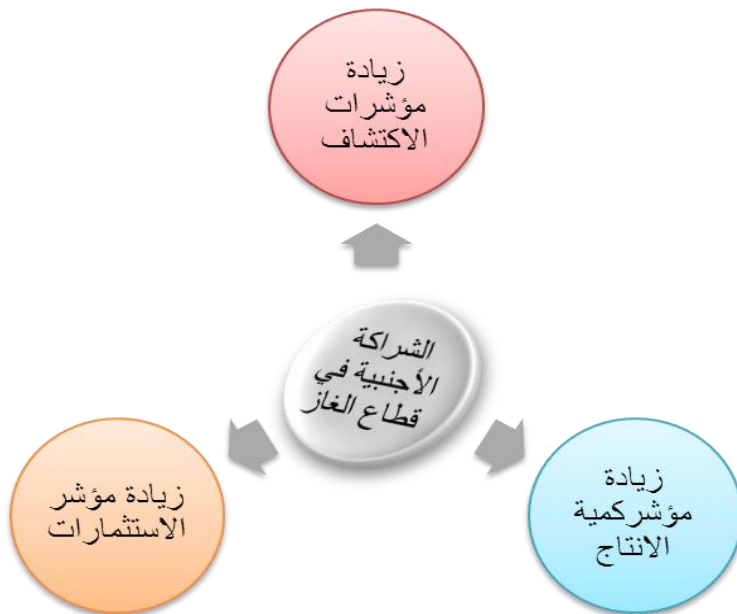 زيادة
مؤشرات
الاكتشاف
الشراكة
الأجنبية في
قطاع الغاز
زيادة
مؤشركمية
الانتاج
زيادة مؤشر
الاستثمارات